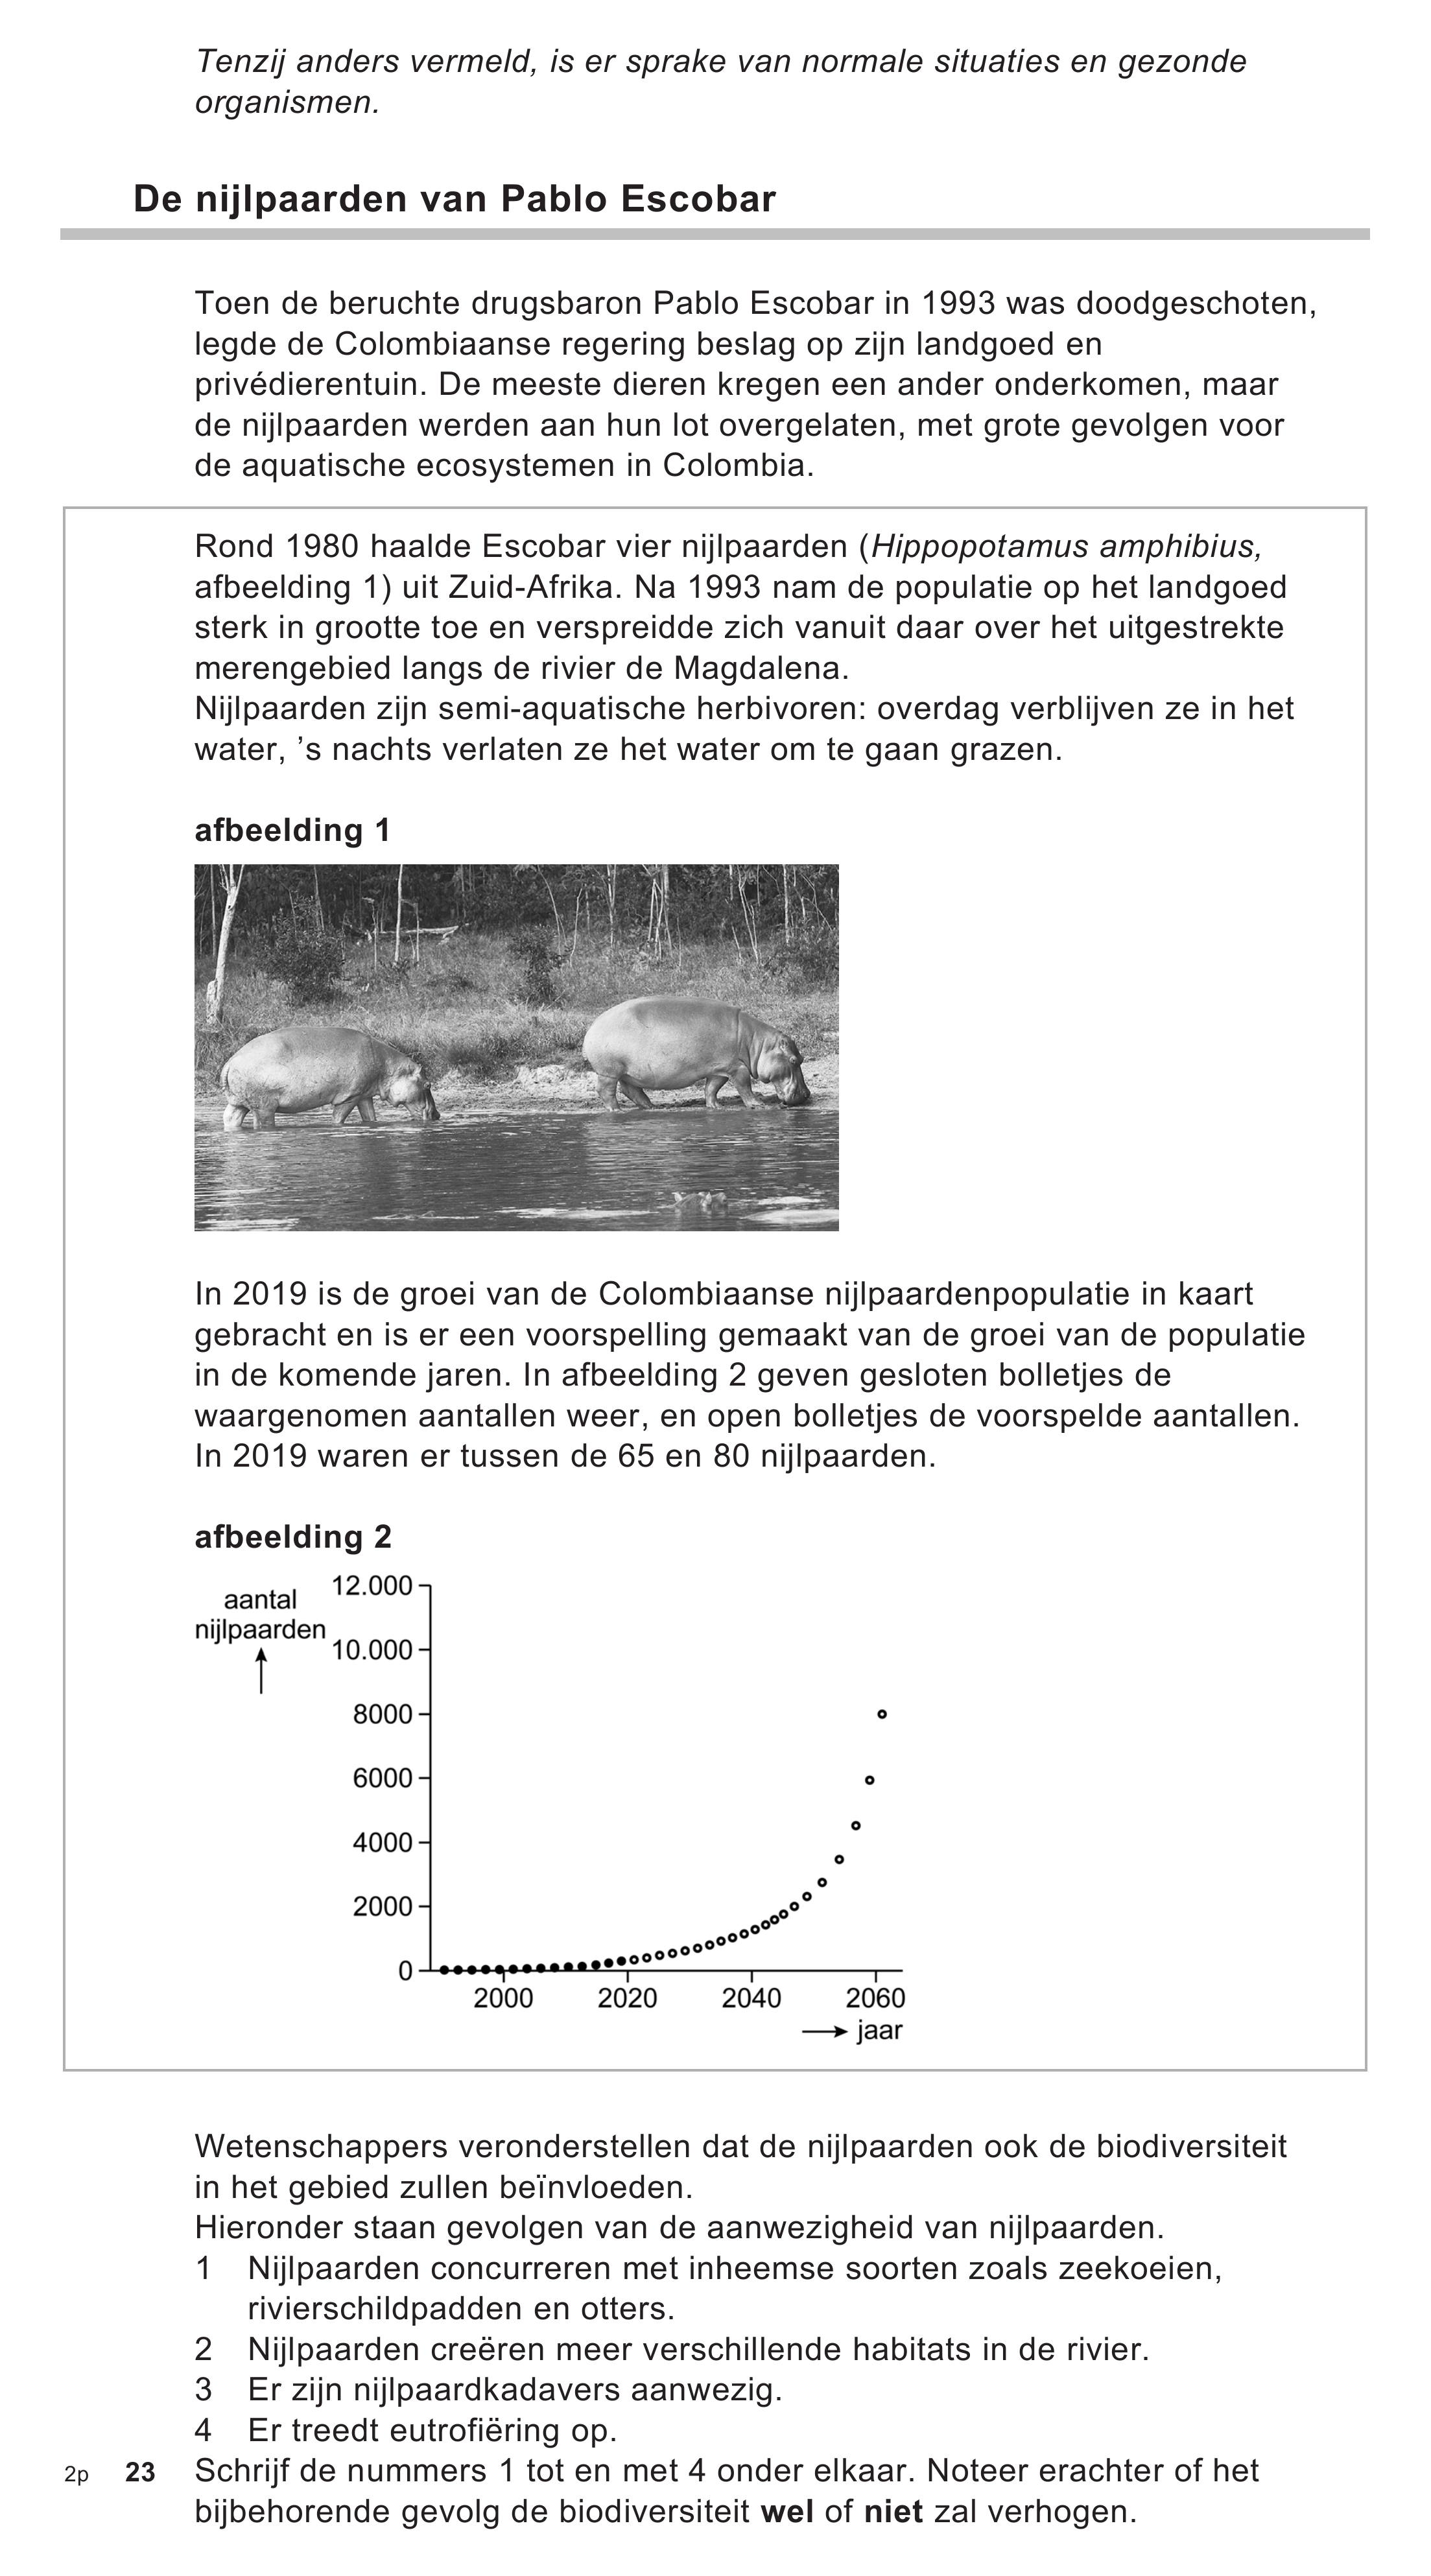 Tenzij anders vermeld, is er sprake van normale situaties en gezonde
organismen.
De nijlpaarden van Pablo Escobar
Toen de beruchte drugsbaron Pablo Escobar in 1993 was doodgeschoten,
legde de Colombiaanse regering beslag op zijn landgoed en
privédierentuin. De meeste dieren kregen een ander onderkomen, maar
de nijlpaarden werden aan hun lot overgelaten, met grote gevolgen voor
de aquatische ecosystemen in Colombia.
Rond 1980 haalde Escobar vier nijlpaarden (Hippopotamus amphibius,
afbeelding 1) uit Zuid-Afrika. Na 1993 nam de populatie op het landgoed
sterk in grootte toe en verspreidde zich vanuit daar over het uitgestrekte
merengebied langs de rivier de Magdalena.
Nijlpaarden zijn semi-aquatische herbivoren: overdag verblijven ze in het
water, ’s nachts verlaten ze het water om te gaan grazen.
afbeelding 1
In 2019 is de groei van de Colombiaanse nijlpaardenpopulatie in kaart
gebracht en is er een voorspelling gemaakt van de groei van de populatie
in de komende jaren. In afbeelding 2 geven gesloten bolletjes de
waargenomen aantallen weer, en open bolletjes de voorspelde aantallen.
In 2019 waren er tussen de 65 en 80 nijlpaarden.
afbeelding 2
aantal
nijlpaarden
12.000
10.000
8000
6000
4000
2000
0
2000 2020 2040 2060
jaar
Wetenschappers veronderstellen dat de nijlpaarden ook de biodiversiteit
in het gebied zullen beïnvloeden.
Hieronder staan gevolgen van de aanwezigheid van nijlpaarden.
1 Nijlpaarden concurreren met inheemse soorten zoals zeekoeien,
rivierschildpadden en otters.
2 Nijlpaarden creëren meer verschillende habitats in de rivier.
3 Er zijn nijlpaardkadavers aanwezig.
4 Er treedt eutrofiëring op.
2p 23 Schrijf de nummers 1 tot en met 4 onder elkaar. Noteer erachter of het
bijbehorende gevolg de biodiversiteit wel of niet zal verhogen.